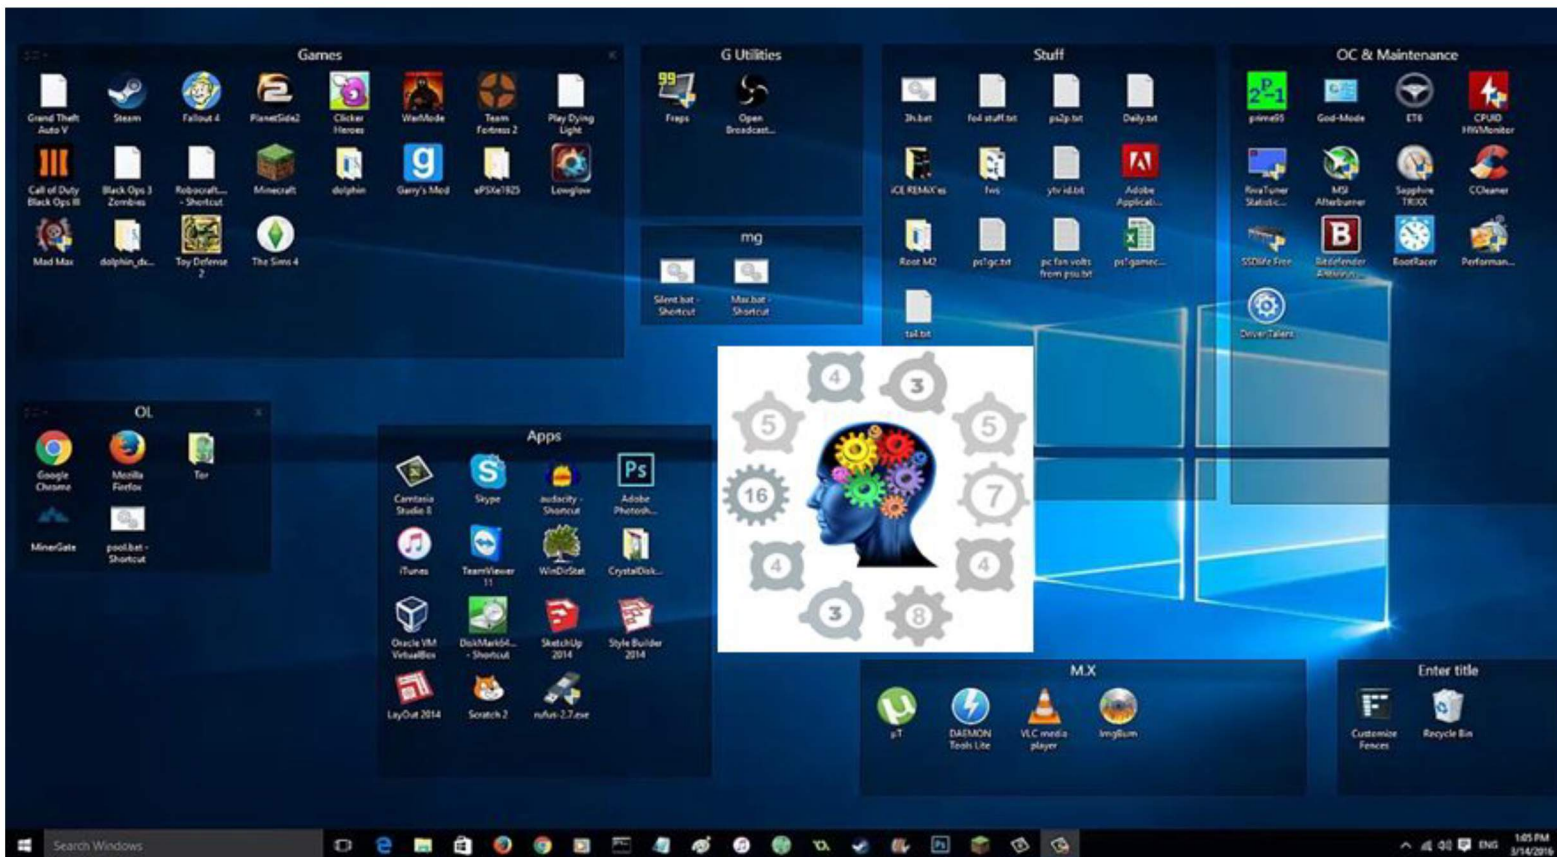 Games
Grand Theft
Auto V
Steam
Fallout 4
PlanetSide2
Clicker
Heroes
WarMode
Team
Fortress 2
Play Dying
Light
Call of Duty
Black Ops III
Black Ops 3
Zombies
Robocraft....
- Shortcut
Minecraft
dolphin
Garry's Mod
ePSXe1925
Lowglow
Mad Max
dolphin_dx...
Toy Defense
2
The Sims 4
G Utilities
99
Fraps
Open
Broadcast...
mg
Silent.bat -
Shortcut
Max.bat -
Shortcut
Stuff
3h.bat
fo4 stuff.txt
ps2p.txt
Daily.txt
iCE REMiX'es
fws
ytv id.txt
Adobe
Applicati...
Root M2
ps1gc.txt
pc fan volts
from psu.txt
ps1gamec...
OC & Maintenance
2P-1
prime95
God-Mode
ET6
CPUID
HWMonitor
RivaTuner
Statistic...
MSI
Afterburner
Sapphire
TRIXX
CCleaner
SSDlife Free
B
Bitdefender
Antivirus ...
BootRacer
Performan...
Driver Talent
OL
Google
Chrome
Mozilla
Firefox
Tor
MinerGate
pool.bat -
Shortcut
Apps
Camtasia
Studio 8
Skype
audacity -
Shortcut
Ps
Adobe
Photosh...
iTunes
TeamViewer
11
WinDirStat
CrystalDisk...
Oracle VM
VirtualBox
DiskMark64...
- Shortcut
SketchUp
2014
Style Builder
2014
LayOut 2014
Scratch 2
rufus-2.7.exe
4
3
5
5
16
7
4
4
3
8
M.X
µT
DAEMON
Tools Lite
VLC media
player
ImgBurn
Enter title
Customize
Fences
Recycle Bin
Search Windows
ENG
1:05 PM
3/14/2016